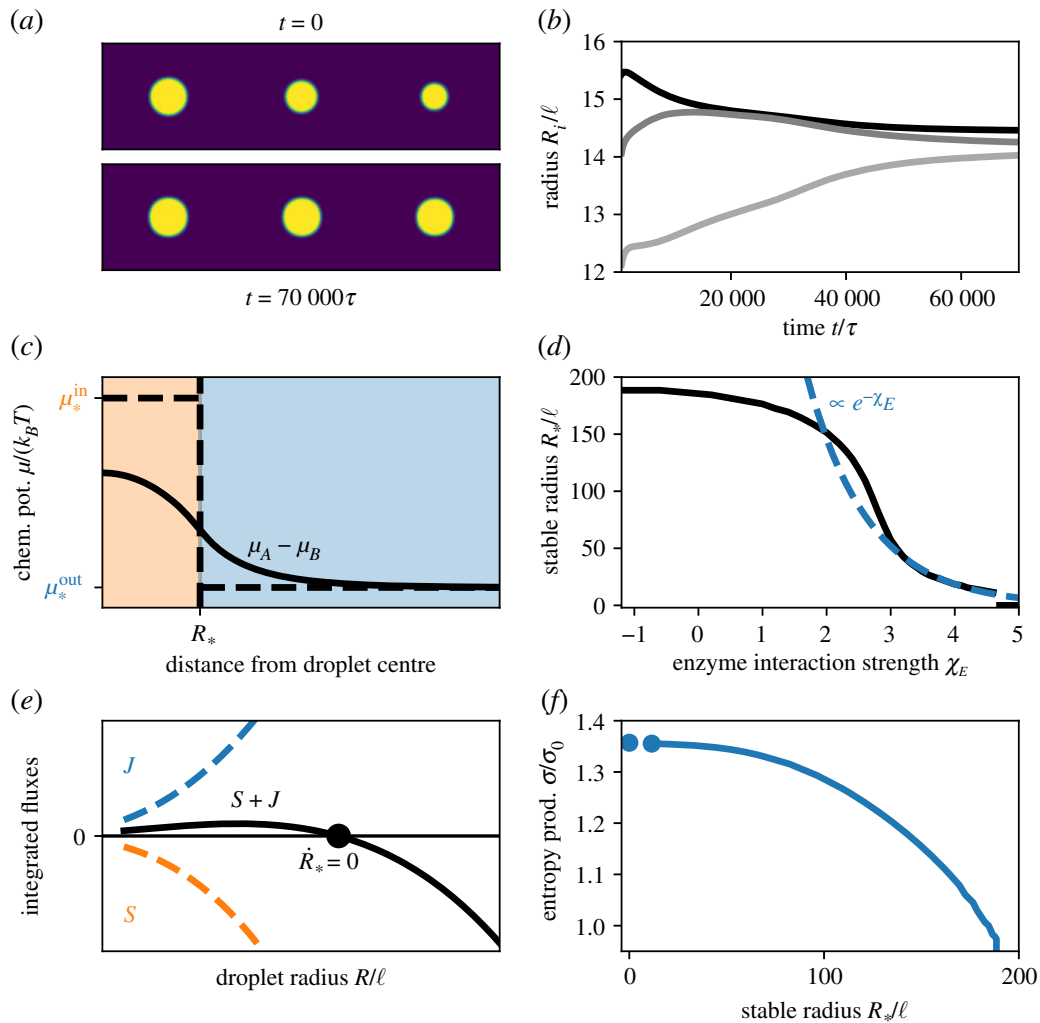 (a)
t = 0
t = 70 000τ
(b)
16
15
14
13
12
radius R_i/ℓ
20 000 40 000 60 000
time t/τ
(c)
μ_*^in
μ_*^out
chem. pot. μ/(k_BT)
μ_A − μ_B
R_*
distance from droplet centre
(d)
200
150
100
50
0
stable radius R_*/ℓ
∝ e^−χ_E
−1 0 1 2 3 4 5
enzyme interaction strength χ_E
(e)
integrated fluxes
J
S + J
0
Ṙ_* = 0
S
droplet radius R/ℓ
(f)
1.4
1.3
1.2
1.1
1.0
entropy prod. σ/σ_0
0 100 200
stable radius R_*/ℓ